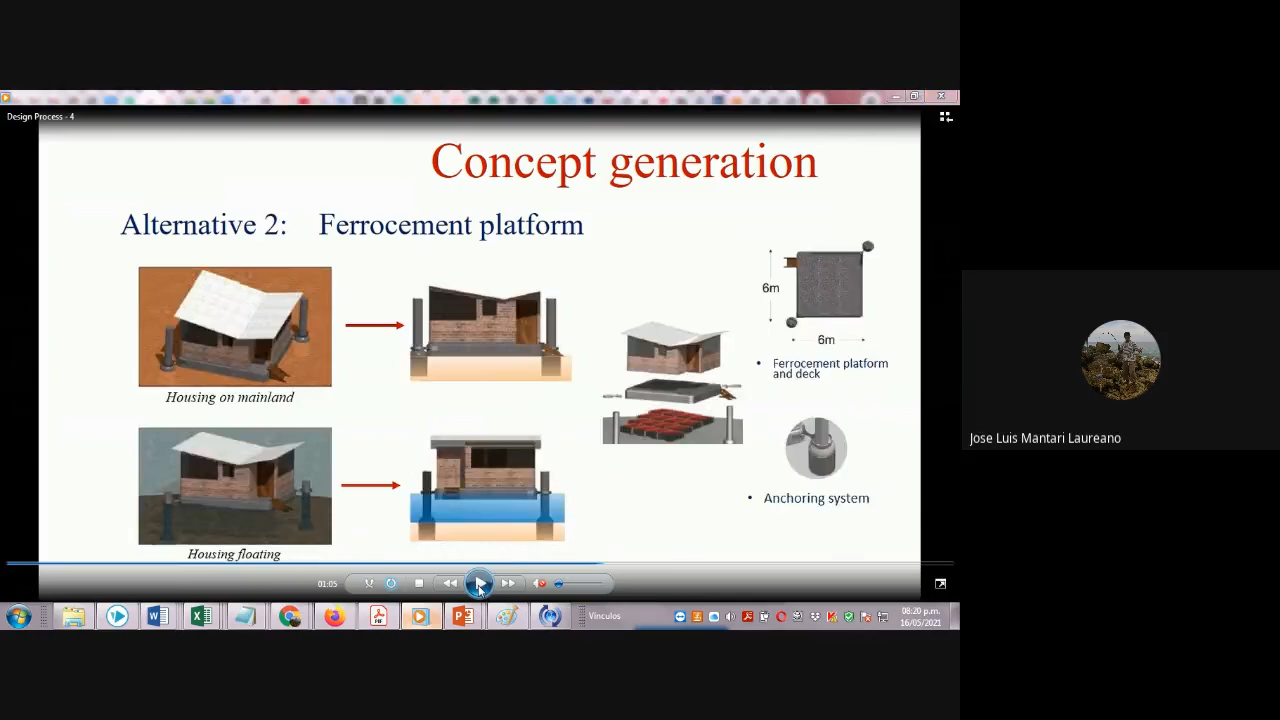 Design Process - 4
Concept generation
Alternative 2: Ferrocement platform
6m
6m
• Ferrocement platform
and deck
Housing on mainland
• Anchoring system
Housing floating
01:05
Vinculos
08:20 p.m.
16/05/2021
Jose Luis Mantari Laureano